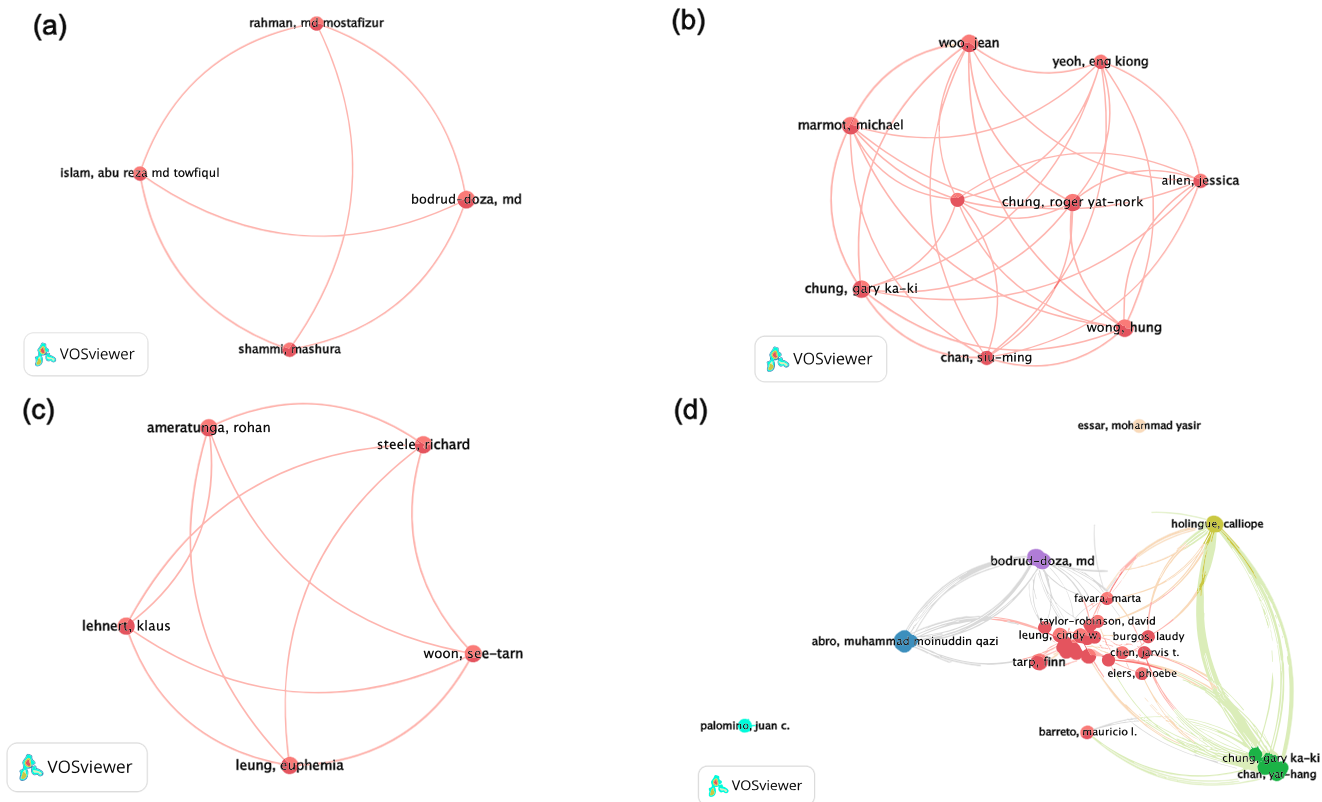 (a)
rahman, md mostafizur
islam, abu reza md towfiqul
bodrud-doza, md
shammi, mashura
VOSviewer
(b)
woo, jean
yeoh, eng kiong
marmot, michael
allen, jessica
chung, roger yat-nork
chung, gary ka-ki
wong, hung
chan, siu-ming
VOSviewer
(c)
ameratunga, rohan
steele, richard
lehnert, klaus
woon, see-tarn
leung, euphemia
VOSviewer
(d)
essar, mohammad yasir
holingue, calliope
bodrud-doza, md
favara, marta
taylor-robinson, david
leung, cindy w.
burgos, laudy
abro, muhammad moinuddin qazi
chen, jarvis t.
tarp, finn
elers, phoebe
palomino, juan c.
barreto, mauricio l.
chung, gary ka-ki
chan, yat-hang
VOSviewer